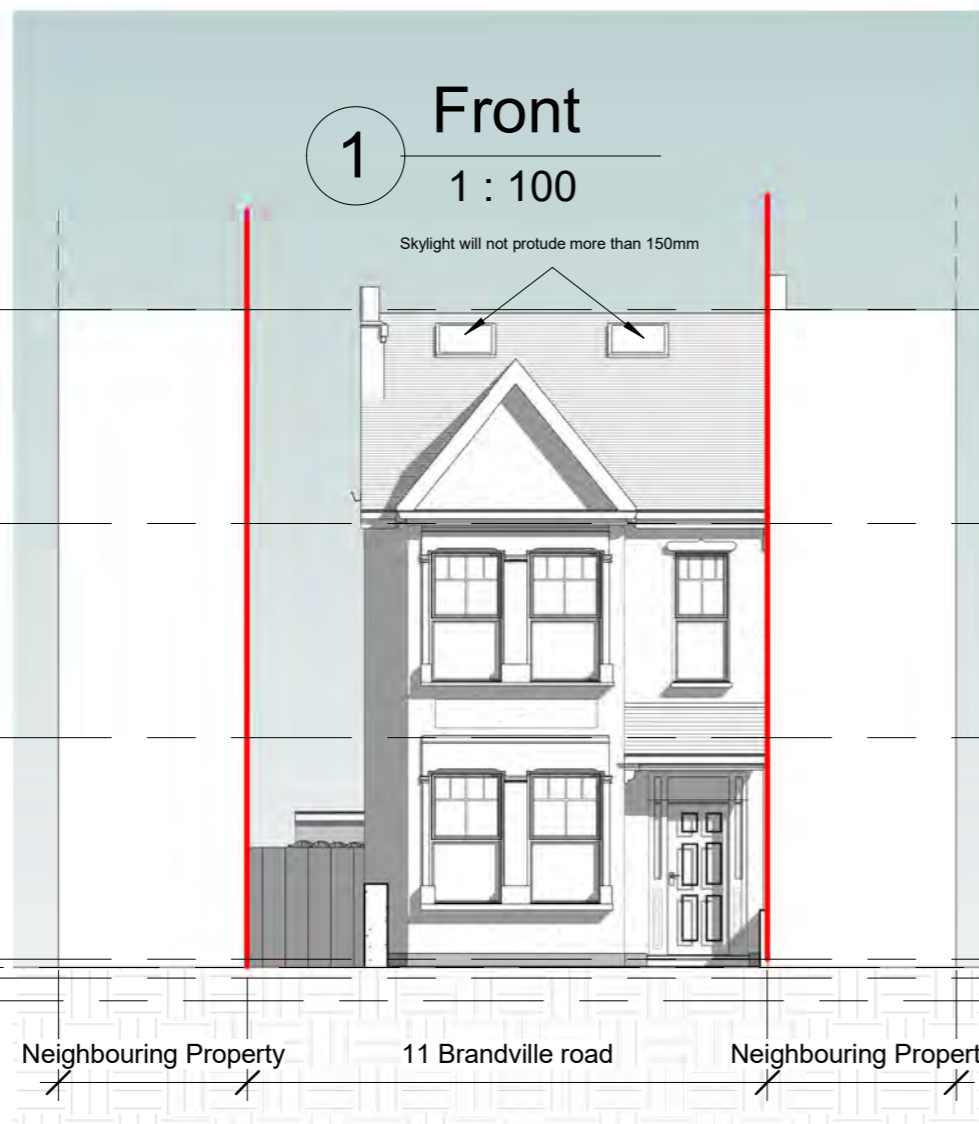 Front
1
1 : 100
Skylight will not protude more than 150mm
Neighbouring Property
11 Brandville road
Neighbouring Propert